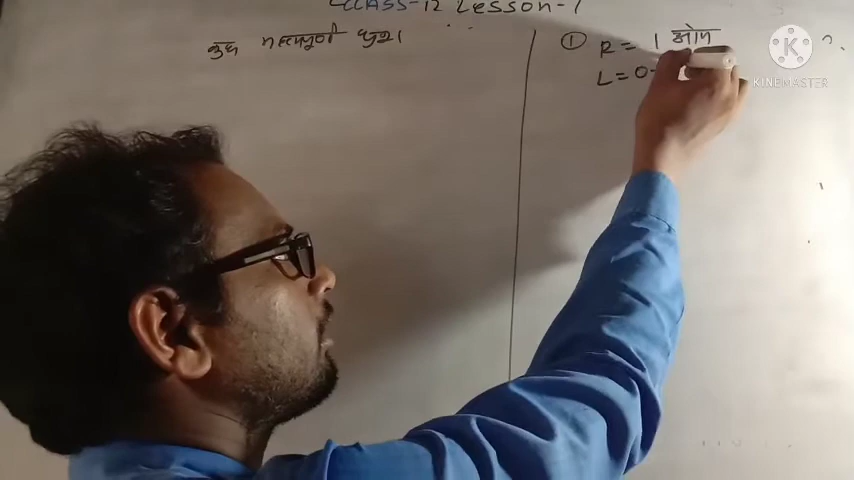 CLASS-12 Lesson-1
कुछ महत्वपूर्ण प्रश्न।
① R = 1 ओम
L = 0
KINEMASTER